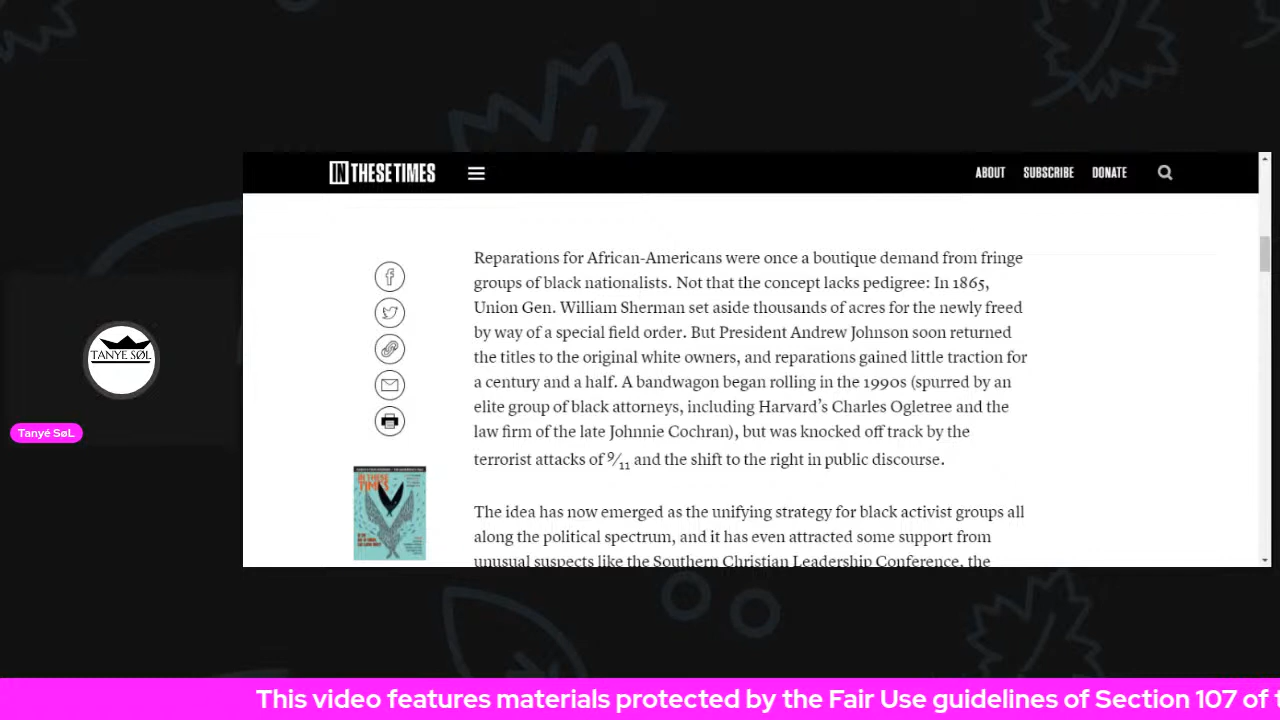 IN THESE TIMES
ABOUT SUBSCRIBE DONATE
Reparations for African-Americans were once a boutique demand from fringe
groups of black nationalists. Not that the concept lacks pedigree: In 1865,
Union Gen. William Sherman set aside thousands of acres for the newly freed
by way of a special field order. But President Andrew Johnson soon returned
the titles to the original white owners, and reparations gained little traction for
a century and a half. A bandwagon began rolling in the 1990s (spurred by an
elite group of black attorneys, including Harvard’s Charles Ogletree and the
law firm of the late Johnnie Cochran), but was knocked off track by the
terrorist attacks of 9/11 and the shift to the right in public discourse.
The idea has now emerged as the unifying strategy for black activist groups all
along the political spectrum, and it has even attracted some support from
unusual suspects like the Southern Christian Leadership Conference, the
IN THESE
TIMES
TANYE SØL
Tanyé SøL
This video features materials protected by the Fair Use guidelines of Section 107 of t